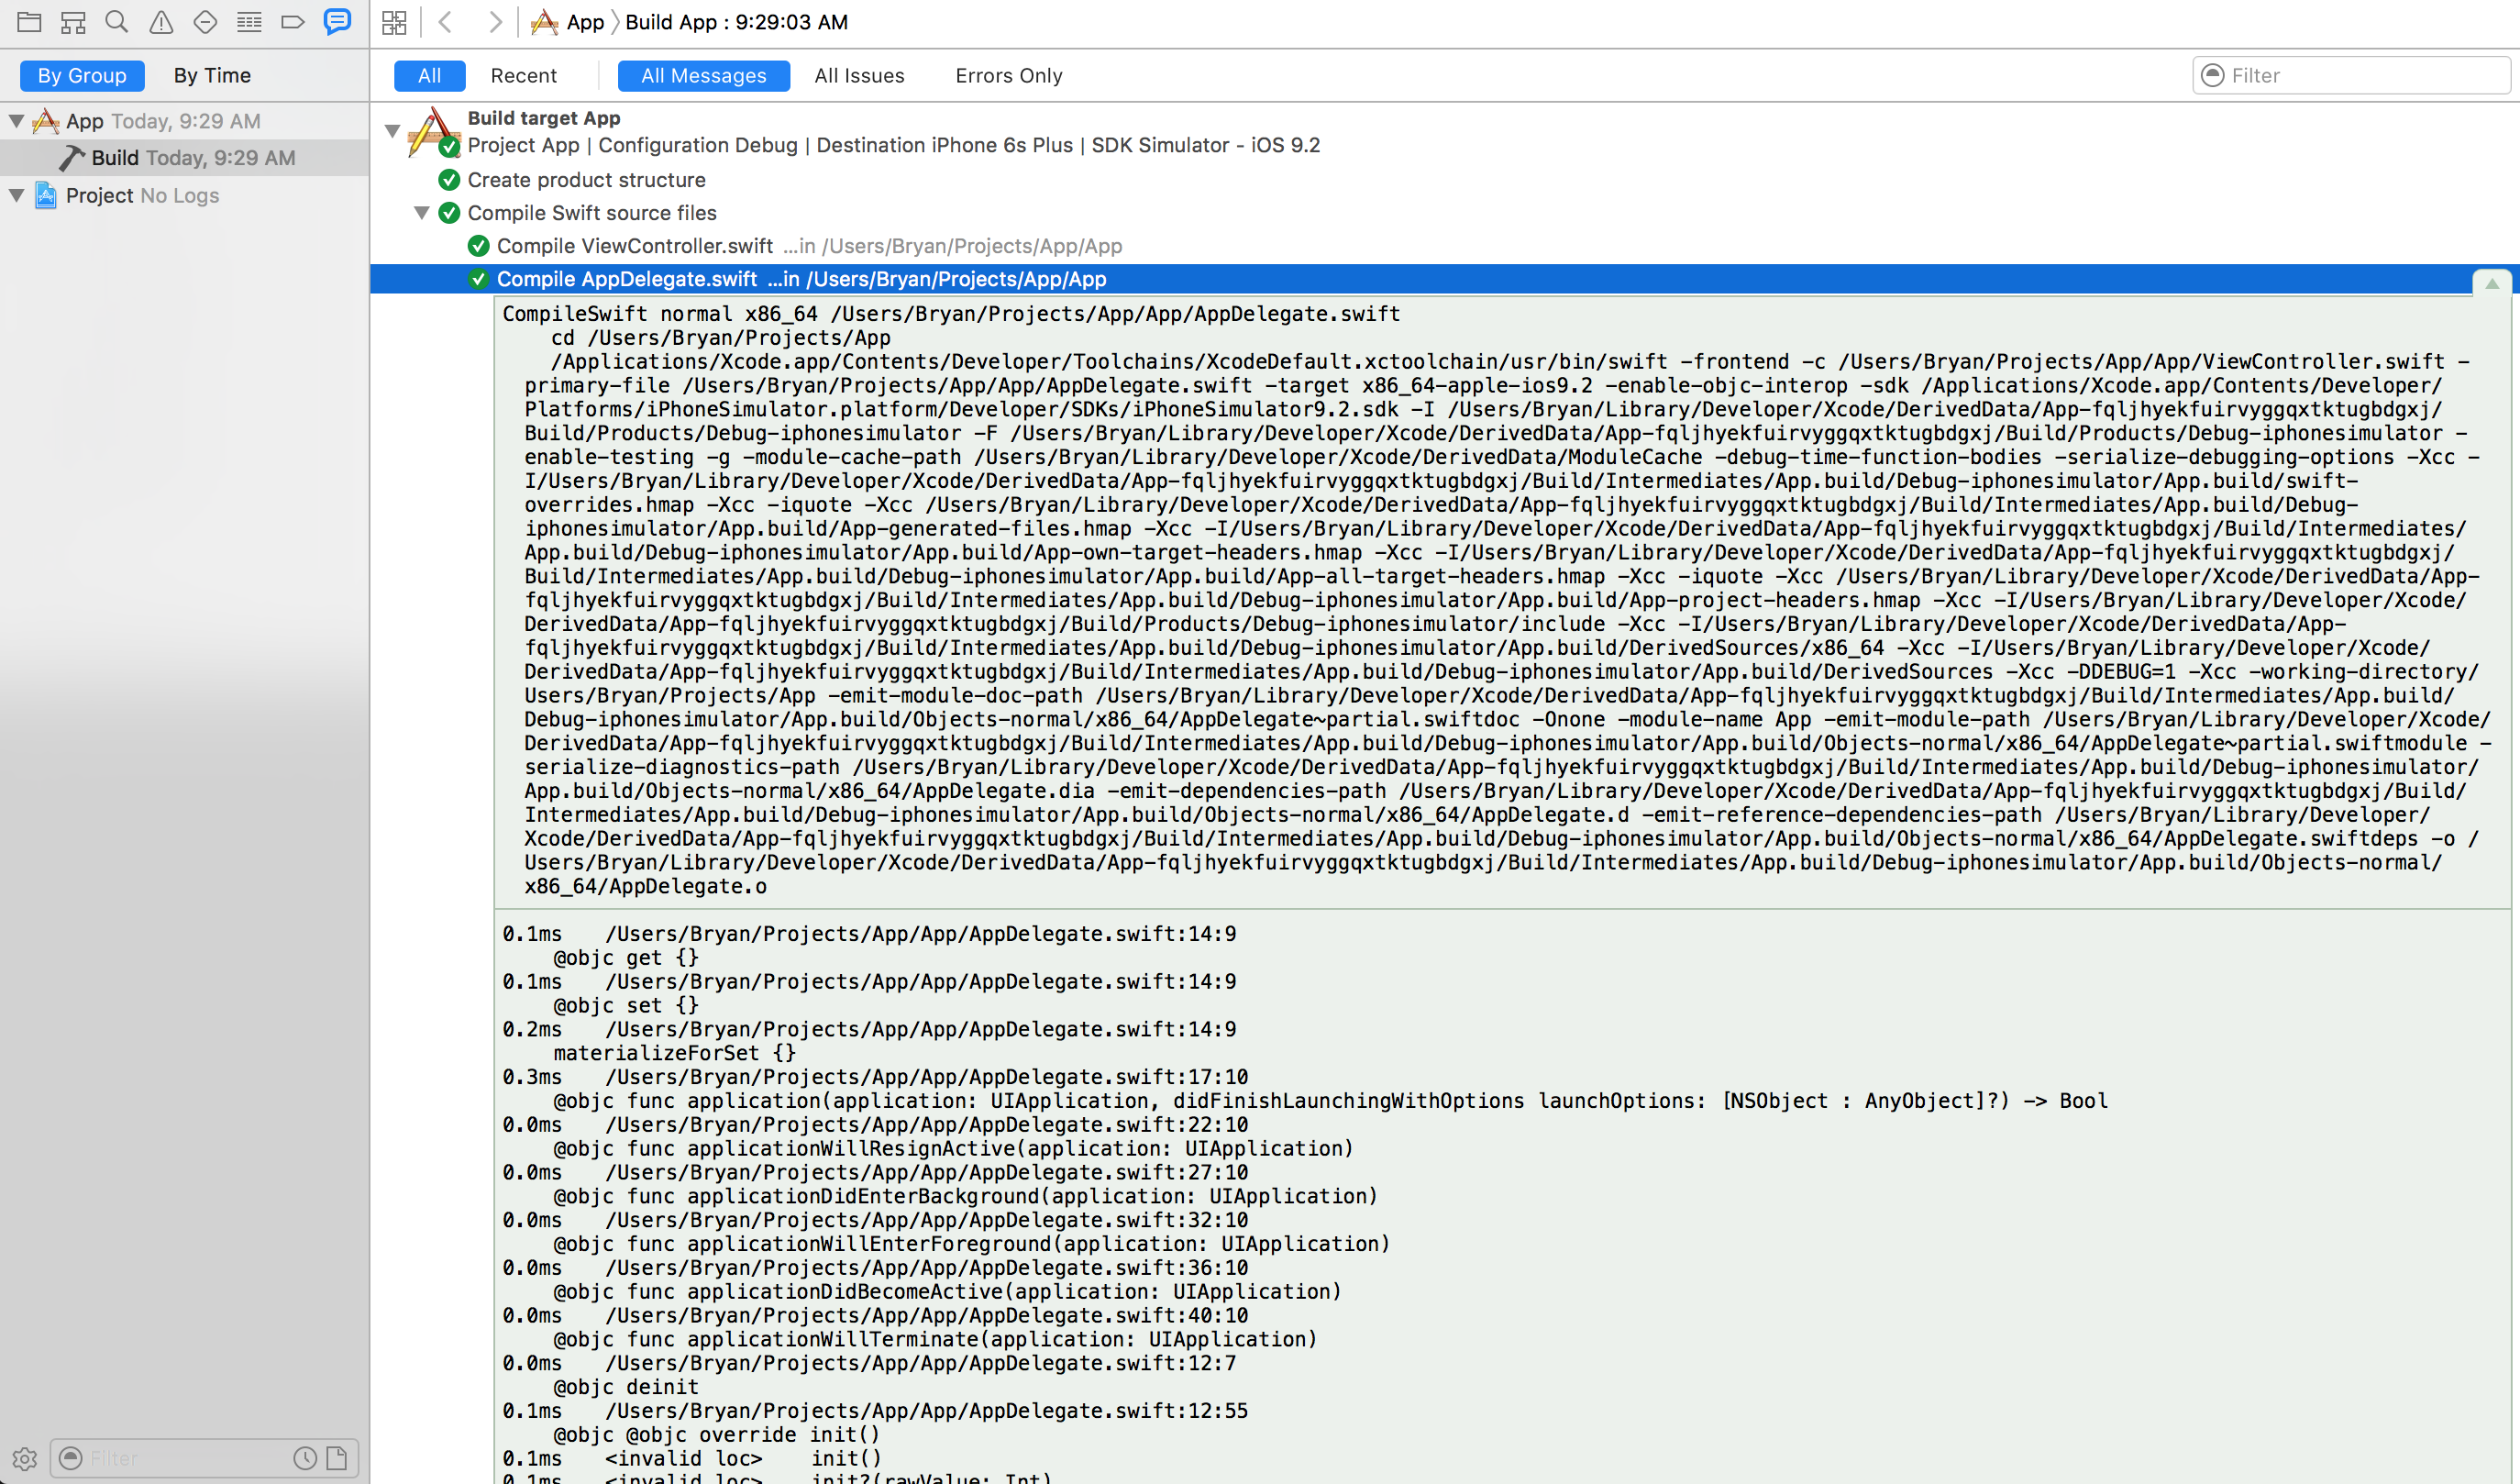 App
Build App : 9:29:03 AM
By Group
By Time
All
Recent
All Messages
All Issues
Errors Only
Filter
App Today, 9:29 AM
Build Today, 9:29 AM
Project No Logs
Build target App
Project App | Configuration Debug | Destination iPhone 6s Plus | SDK Simulator - iOS 9.2
Create product structure
Compile Swift source files
Compile ViewController.swift ...in /Users/Bryan/Projects/App/App
Compile AppDelegate.swift ...in /Users/Bryan/Projects/App/App
CompileSwift normal x86_64 /Users/Bryan/Projects/App/App/AppDelegate.swift
cd /Users/Bryan/Projects/App
/Applications/Xcode.app/Contents/Developer/Toolchains/XcodeDefault.xctoolchain/usr/bin/swift -frontend -c /Users/Bryan/Projects/App/App/ViewController.swift -
primary-file /Users/Bryan/Projects/App/App/AppDelegate.swift -target x86_64-apple-ios9.2 -enable-objc-interop -sdk /Applications/Xcode.app/Contents/Developer/
Platforms/iPhoneSimulator.platform/Developer/SDKs/iPhoneSimulator9.2.sdk -I /Users/Bryan/Library/Developer/Xcode/DerivedData/App-fqljhyekfuirvyggqxtktugbdgxj/
Build/Products/Debug-iphonesimulator -F /Users/Bryan/Library/Developer/Xcode/DerivedData/App-fqljhyekfuirvyggqxtktugbdgxj/Build/Products/Debug-iphonesimulator -
enable-testing -g -module-cache-path /Users/Bryan/Library/Developer/Xcode/DerivedData/ModuleCache -debug-time-function-bodies -serialize-debugging-options -Xcc -
I/Users/Bryan/Library/Developer/Xcode/DerivedData/App-fqljhyekfuirvyggqxtktugbdgxj/Build/Intermediates/App.build/Debug-iphonesimulator/App.build/swift-
overrides.hmap -Xcc -iquote -Xcc /Users/Bryan/Library/Developer/Xcode/DerivedData/App-fqljhyekfuirvyggqxtktugbdgxj/Build/Intermediates/App.build/Debug-
iphonesimulator/App.build/App-generated-files.hmap -Xcc -I/Users/Bryan/Library/Developer/Xcode/DerivedData/App-fqljhyekfuirvyggqxtktugbdgxj/Build/Intermediates/
App.build/Debug-iphonesimulator/App.build/App-own-target-headers.hmap -Xcc -I/Users/Bryan/Library/Developer/Xcode/DerivedData/App-fqljhyekfuirvyggqxtktugbdgxj/
Build/Intermediates/App.build/Debug-iphonesimulator/App.build/App-all-target-headers.hmap -Xcc -iquote -Xcc /Users/Bryan/Library/Developer/Xcode/DerivedData/App-
fqljhyekfuirvyggqxtktugbdgxj/Build/Intermediates/App.build/Debug-iphonesimulator/App.build/App-project-headers.hmap -Xcc -I/Users/Bryan/Library/Developer/Xcode/
DerivedData/App-fqljhyekfuirvyggqxtktugbdgxj/Build/Products/Debug-iphonesimulator/include -Xcc -I/Users/Bryan/Library/Developer/Xcode/DerivedData/App-
fqljhyekfuirvyggqxtktugbdgxj/Build/Intermediates/App.build/Debug-iphonesimulator/App.build/DerivedSources/x86_64 -Xcc -I/Users/Bryan/Library/Developer/Xcode/
DerivedData/App-fqljhyekfuirvyggqxtktugbdgxj/Build/Intermediates/App.build/Debug-iphonesimulator/App.build/DerivedSources -Xcc -DDEBUG=1 -Xcc -working-directory/
Users/Bryan/Projects/App -emit-module-doc-path /Users/Bryan/Library/Developer/Xcode/DerivedData/App-fqljhyekfuirvyggqxtktugbdgxj/Build/Intermediates/App.build/
Debug-iphonesimulator/App.build/Objects-normal/x86_64/AppDelegate~partial.swiftdoc -Onone -module-name App -emit-module-path /Users/Bryan/Library/Developer/Xcode/
DerivedData/App-fqljhyekfuirvyggqxtktugbdgxj/Build/Intermediates/App.build/Debug-iphonesimulator/App.build/Objects-normal/x86_64/AppDelegate~partial.swiftmodule -
serialize-diagnostics-path /Users/Bryan/Library/Developer/Xcode/DerivedData/App-fqljhyekfuirvyggqxtktugbdgxj/Build/Intermediates/App.build/Debug-iphonesimulator/
App.build/Objects-normal/x86_64/AppDelegate.dia -emit-dependencies-path /Users/Bryan/Library/Developer/Xcode/DerivedData/App-fqljhyekfuirvyggqxtktugbdgxj/Build/
Intermediates/App.build/Debug-iphonesimulator/App.build/Objects-normal/x86_64/AppDelegate.d -emit-reference-dependencies-path /Users/Bryan/Library/Developer/
Xcode/DerivedData/App-fqljhyekfuirvyggqxtktugbdgxj/Build/Intermediates/App.build/Debug-iphonesimulator/App.build/Objects-normal/x86_64/AppDelegate.swiftdeps -o /
Users/Bryan/Library/Developer/Xcode/DerivedData/App-fqljhyekfuirvyggqxtktugbdgxj/Build/Intermediates/App.build/Debug-iphonesimulator/App.build/Objects-normal/
x86_64/AppDelegate.o
0.1ms /Users/Bryan/Projects/App/App/AppDelegate.swift:14:9
@objc get {}
0.1ms /Users/Bryan/Projects/App/App/AppDelegate.swift:14:9
@objc set {}
0.2ms /Users/Bryan/Projects/App/App/AppDelegate.swift:14:9
materializeForSet {}
0.3ms /Users/Bryan/Projects/App/App/AppDelegate.swift:17:10
@objc func application(application: UIApplication, didFinishLaunchingWithOptions launchOptions: [NSObject : AnyObject]?) -> Bool
0.0ms /Users/Bryan/Projects/App/App/AppDelegate.swift:22:10
@objc func applicationWillResignActive(application: UIApplication)
0.0ms /Users/Bryan/Projects/App/App/AppDelegate.swift:27:10
@objc func applicationDidEnterBackground(application: UIApplication)
0.0ms /Users/Bryan/Projects/App/App/AppDelegate.swift:32:10
@objc func applicationWillEnterForeground(application: UIApplication)
0.0ms /Users/Bryan/Projects/App/App/AppDelegate.swift:36:10
@objc func applicationDidBecomeActive(application: UIApplication)
0.0ms /Users/Bryan/Projects/App/App/AppDelegate.swift:40:10
@objc func applicationWillTerminate(application: UIApplication)
0.0ms /Users/Bryan/Projects/App/App/AppDelegate.swift:12:7
@objc deinit
0.1ms /Users/Bryan/Projects/App/App/AppDelegate.swift:12:55
@objc @objc override init()
0.1ms <invalid loc> init()
0.1ms <invalid loc> init?(rawValue: Int)
Filter